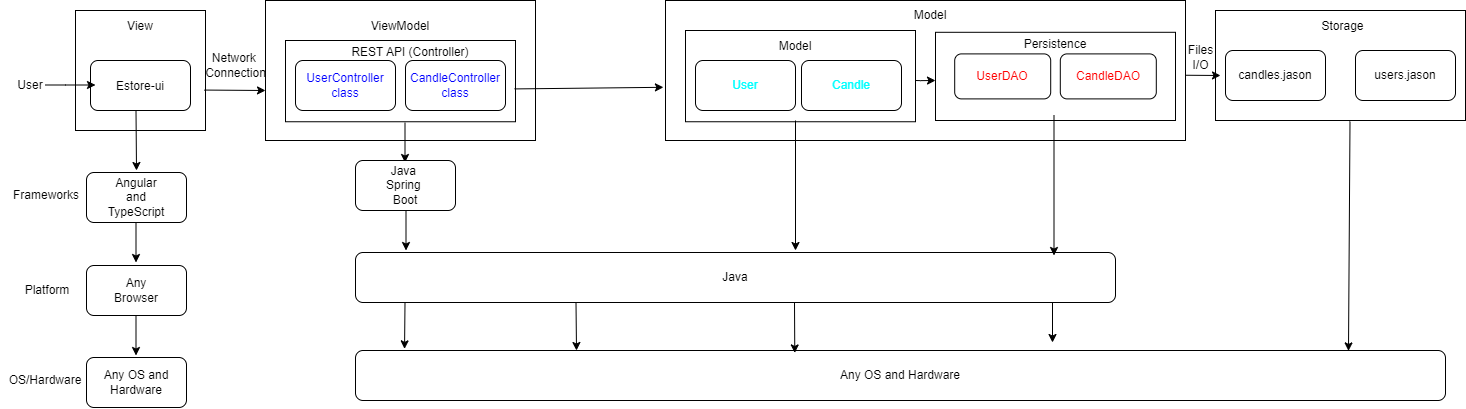 View
User
Estore-ui
Network
Connection
ViewModel
REST API (Controller)
UserController
class
CandleController
class
Model
Model
User
Candle
Persistence
UserDAO
CandleDAO
Files
I/O
Storage
candles.jason
users.jason
Frameworks
Angular
and
TypeScript
Java
Spring
Boot
Platform
Any
Browser
Java
OS/Hardware
Any OS and
Hardware
Any OS and Hardware